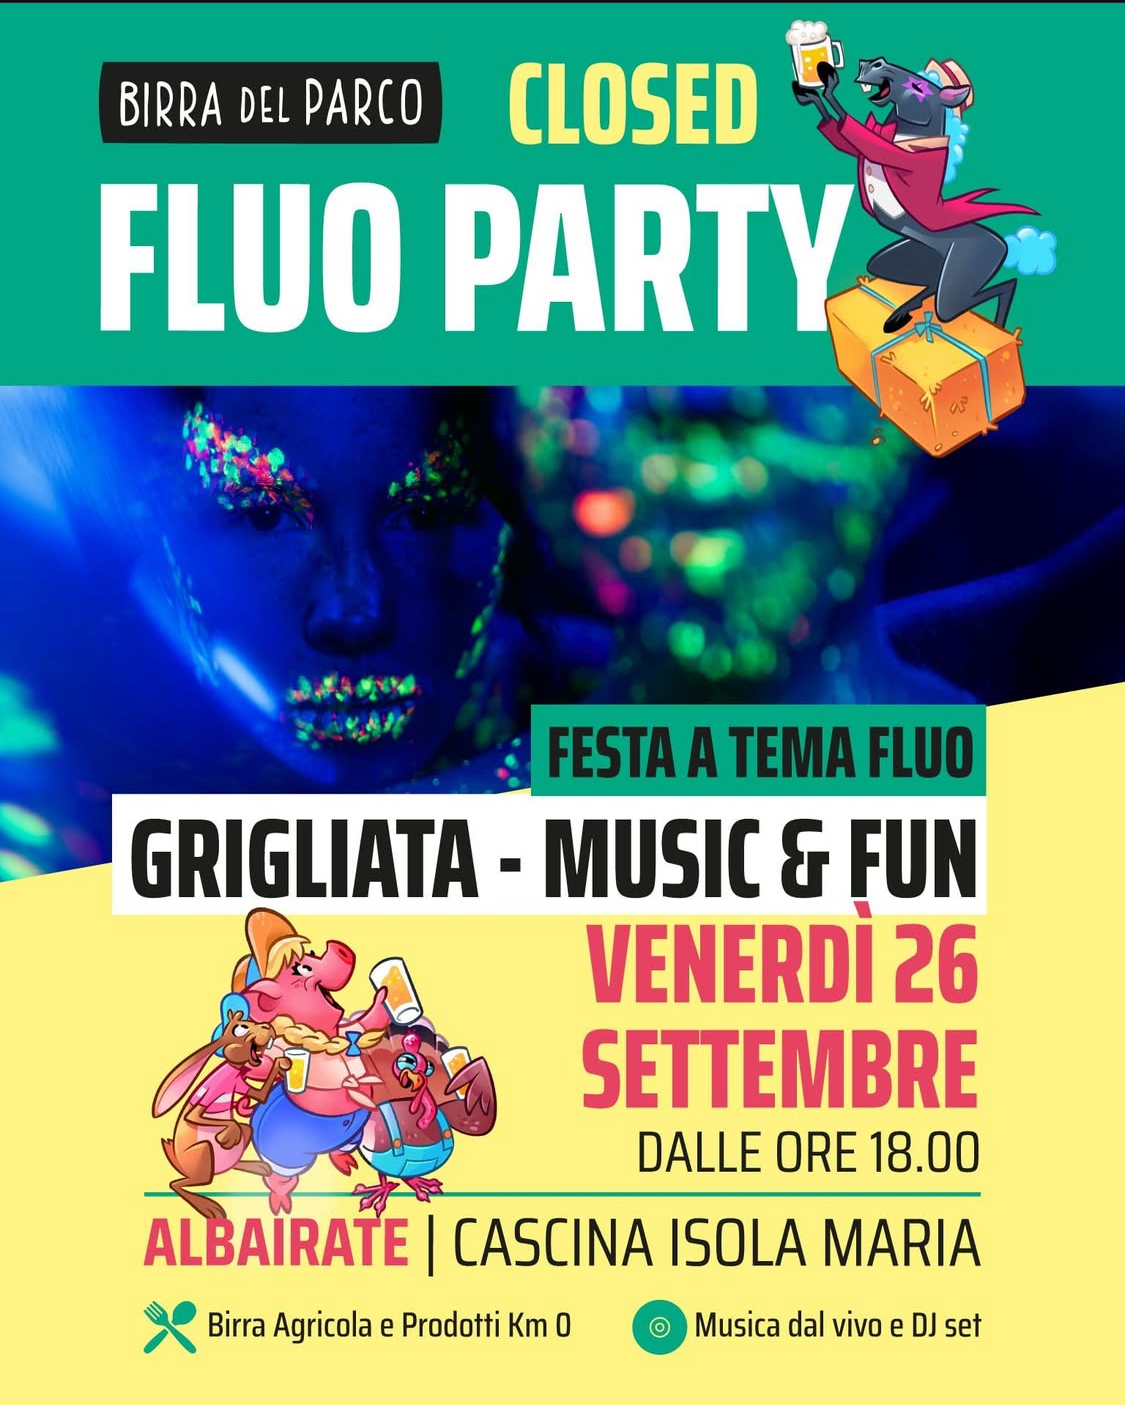 BIRRA DEL PARCO
CLOSED
FLUO PARTY
FESTA A TEMA FLUO
GRIGLIATA - MUSIC & FUN
VENERDÌ 26
SETTEMBRE
DALLE ORE 18.00
ALBAIRATE | CASCINA ISOLA MARIA
Birra Agricola e Prodotti Km 0
Musica dal vivo e DJ set